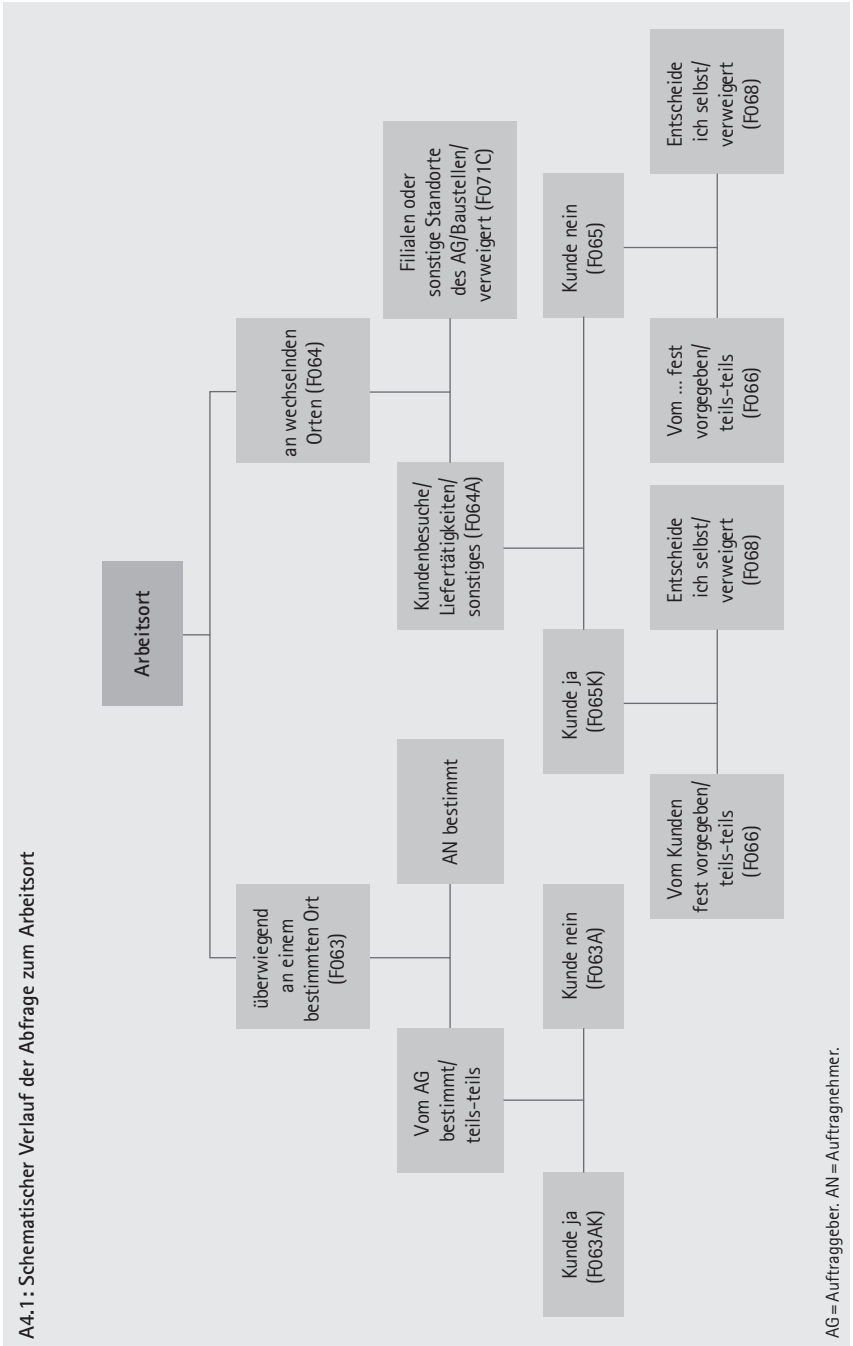 A4.1: Schematischer Verlauf der Abfrage zum Arbeitsort
Arbeitsort
überwiegend
an einem
bestimmten Ort
(F063)
an wechselnden
Orten (F064)
Vom AG
bestimmt/
teils-teils
AN bestimmt
Kundenbesuche/
Liefertätigkeiten/
sonstiges (F064A)
Filialen oder
sonstige Standorte
des AG/Baustellen/
verweigert (F071C)
Kunde ja
(F063AK)
Kunde nein
(F063A)
Kunde ja
(F065K)
Kunde nein
(F065)
Vom Kunden
fest vorgegeben/
teils-teils
(F066)
Entscheide
ich selbst/
verweigert
(F068)
Vom ... fest
vorgegeben/
teils-teils
(F066)
Entscheide
ich selbst/
verweigert
(F068)
AG = Auftraggeber. AN = Auftragnehmer.